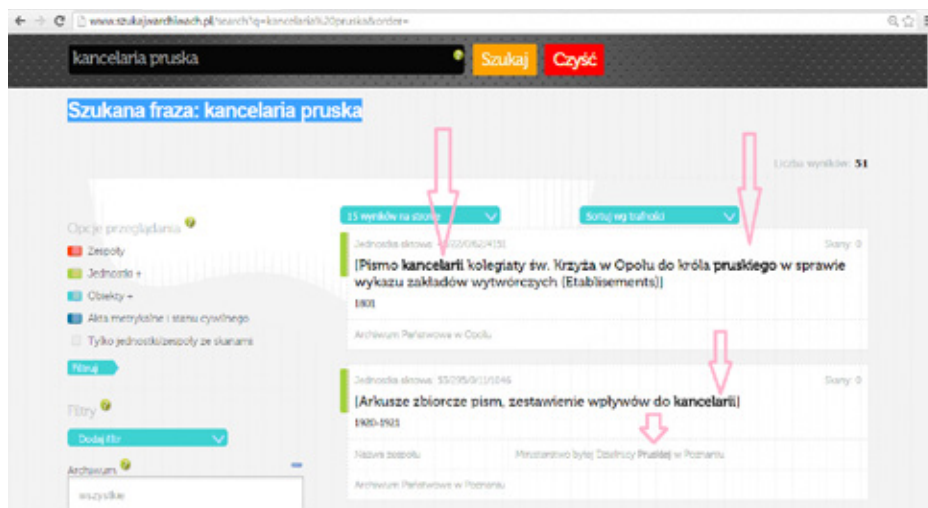 www.szukajwarchiwach.pl/search?q=kancelaria%20pruska&order=
kancelaria pruska
Szukaj
Czyść
Szukana fraza: kancelaria pruska
Liczba wyników: 51
15 wyników na stronę
Sortuj wg trafności
Opcje przeglądania
Zespoły
Jednostki +
Obiekty +
Akta metrykalne i stanu cywilnego
Tylko jednostki/zespoły ze skanami
Filtruj
Filtry
Dodaj filtr
Archiwum
wszystkie
Jednostka aktowa:
Skany: 0
[Pismo kancelarii kolegiaty św. Krzyża w Opolu do króla pruskiego w sprawie
wykazu zakładów wytwórczych (Etablisements)]
1801
Archiwum Państwowe w Opolu
Jednostka aktowa: 53/295/0/11/1046
Skany: 0
[Arkusze zbiorcze pism, zestawienie wpływów do kancelarii]
1920-1921
Nazwa zespołu
Ministerstwo byłej Dzielnicy Pruskiej w Poznaniu
Archiwum Państwowe w Poznaniu